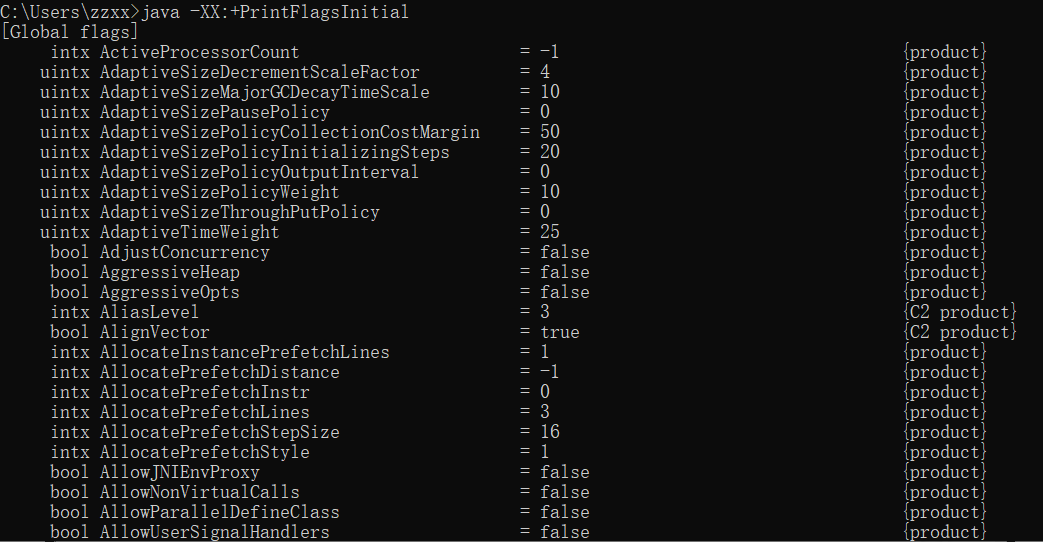 C:\Users\zzxx>java -XX:+PrintFlagsInitial
[Global flags]
intx ActiveProcessorCount = -1 {product}
uintx AdaptiveSizeDecrementScaleFactor = 4 {product}
uintx AdaptiveSizeMajorGCDecayTimeScale = 10 {product}
uintx AdaptiveSizePausePolicy = 0 {product}
uintx AdaptiveSizePolicyCollectionCostMargin = 50 {product}
uintx AdaptiveSizePolicyInitializingSteps = 20 {product}
uintx AdaptiveSizePolicyOutputInterval = 0 {product}
uintx AdaptiveSizePolicyWeight = 10 {product}
uintx AdaptiveSizeThroughPutPolicy = 0 {product}
uintx AdaptiveTimeWeight = 25 {product}
bool AdjustConcurrency = false {product}
bool AggressiveHeap = false {product}
bool AggressiveOpts = false {product}
intx AliasLevel = 3 {C2 product}
bool AlignVector = true {C2 product}
intx AllocateInstancePrefetchLines = 1 {product}
intx AllocatePrefetchDistance = -1 {product}
intx AllocatePrefetchInstr = 0 {product}
intx AllocatePrefetchLines = 3 {product}
intx AllocatePrefetchStepSize = 16 {product}
intx AllocatePrefetchStyle = 1 {product}
bool AllowJNIEnvProxy = false {product}
bool AllowNonVirtualCalls = false {product}
bool AllowParallelDefineClass = false {product}
bool AllowUserSignalHandlers = false {product}